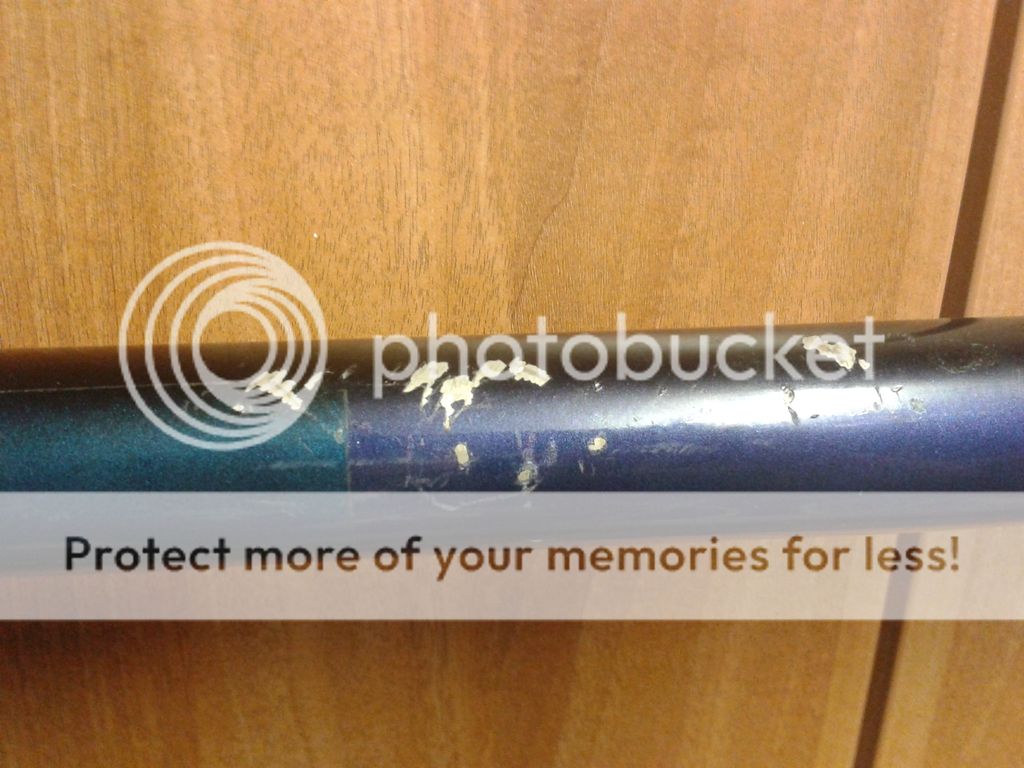 photobucket
Protect more of your memories for less!